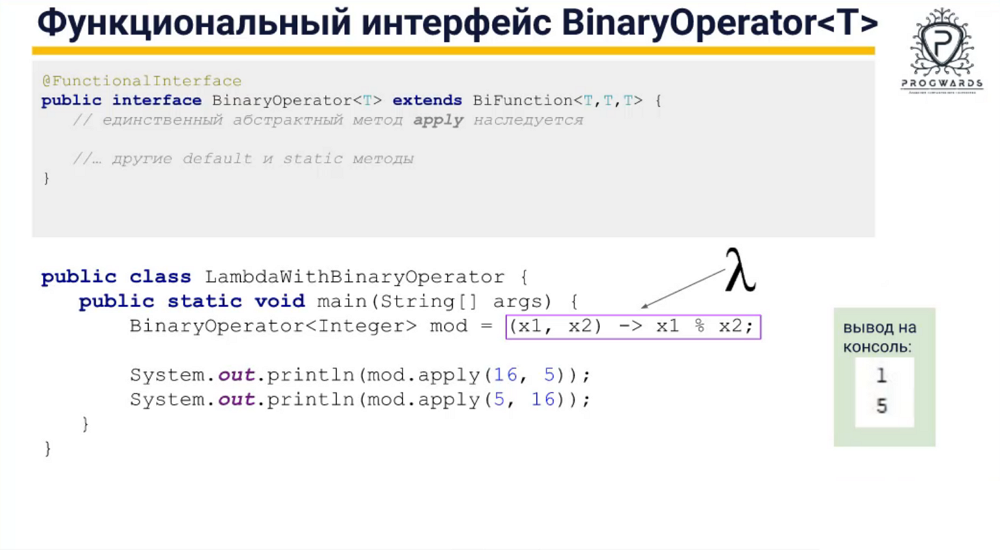 Функциональный интерфейс BinaryOperator<T>
PROGWARDS
@FunctionalInterface
public interface BinaryOperator<T> extends BiFunction<T,T,T> {
// единственный абстрактный метод apply наследуется
//… другие default и static методы
}
λ
public class LambdaWithBinaryOperator {
public static void main(String[] args) {
BinaryOperator<Integer> mod = (x1, x2) -> x1 % x2;
System.out.println(mod.apply(16, 5));
System.out.println(mod.apply(5, 16));
}
}
вывод на
консоль:
1
5